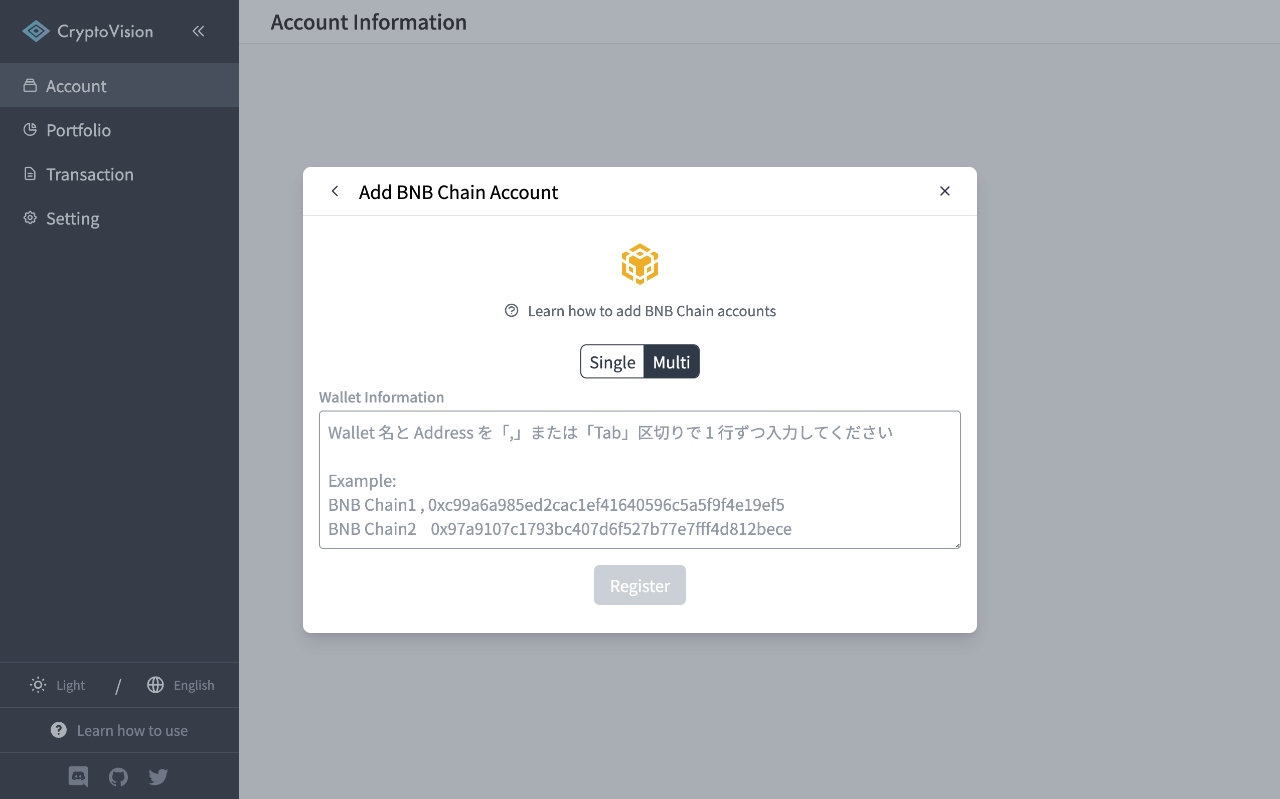 CryptoVision
Account Information
Account
Portfolio
Transaction
Setting
Add BNB Chain Account
Learn how to add BNB Chain accounts
Single Multi
Wallet Information
Wallet 名と Address を「,」または「Tab」区切りで 1 行ずつ入力してください
Example:
BNB Chain1 , 0xc99a6a985ed2cac1ef41640596c5a5f9f4e19ef5
BNB Chain2 0x97a9107c1793bc407d6f527b77e7fff4d812bece
Register
Light / English
Learn how to use